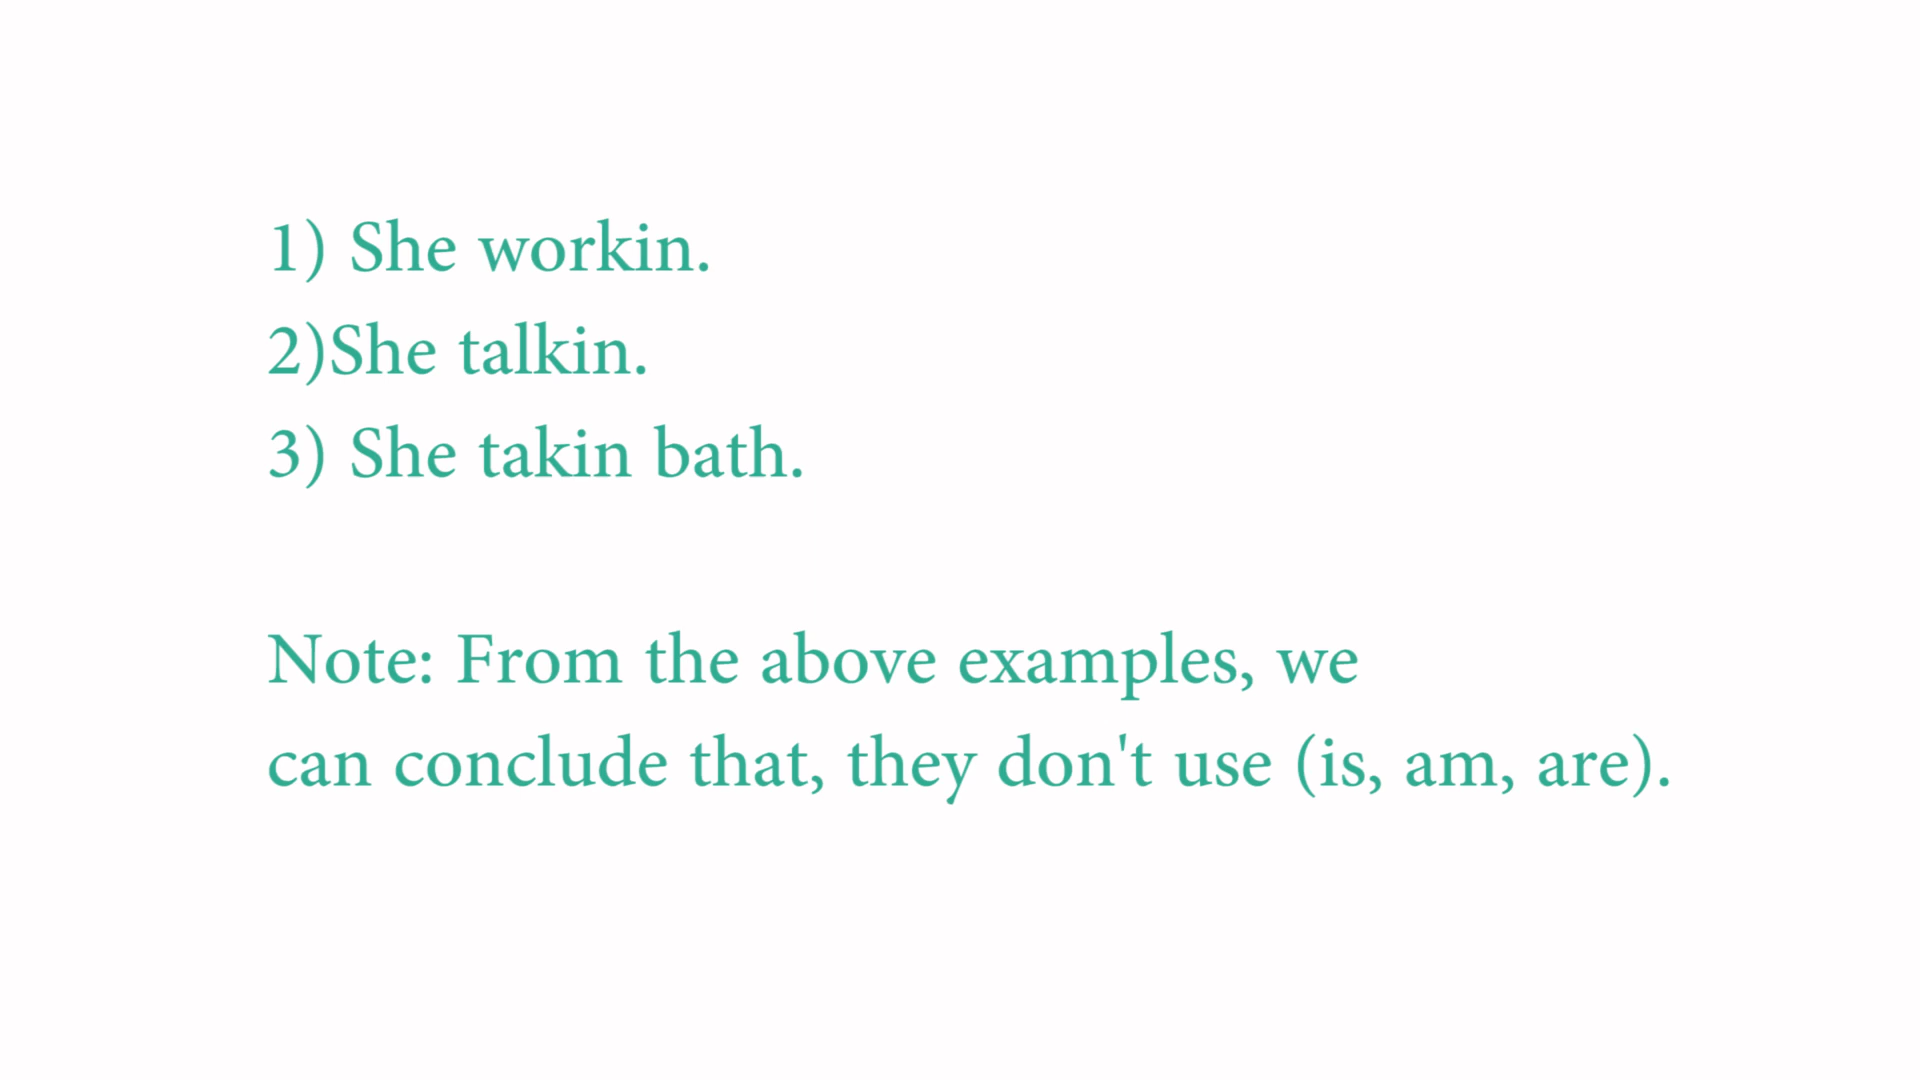 1) She workin.
2)She talkin.
3) She takin bath.
Note: From the above examples, we
can conclude that, they don't use (is, am, are).